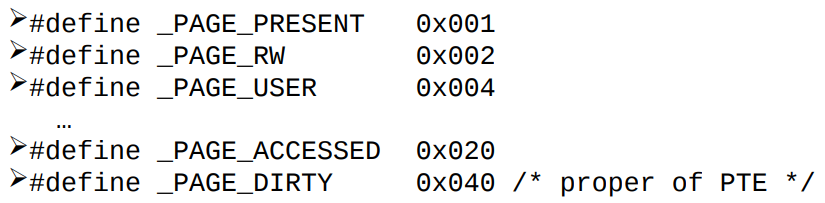 ➢#define _PAGE_PRESENT 0x001
➢#define _PAGE_RW 0x002
➢#define _PAGE_USER 0x004
…
➢#define _PAGE_ACCESSED 0x020
➢#define _PAGE_DIRTY 0x040 /* proper of PTE */